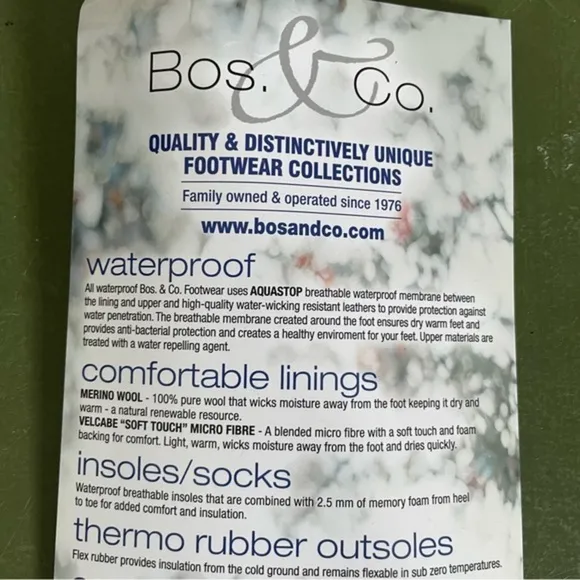 Bos. & Co.
QUALITY & DISTINCTIVELY UNIQUE
FOOTWEAR COLLECTIONS
Family owned & operated since 1976
www.bosandco.com
waterproof
All waterproof Bos. & Co. Footwear uses AQUASTOP breathable waterproof membrane between
the lining and upper and high-quality water-wicking resistant leathers to provide protection against
water penetration. The breathable membrane created around the foot ensures dry warm feet and
provides anti-bacterial protection and creates a healthy enviroment for your feet. Upper materials are
treated with a water repelling agent.
comfortable linings
MERINO WOOL - 100% pure wool that wicks moisture away from the foot keeping it dry and
warm - a natural renewable resource.
VELCABE “SOFT TOUCH” MICRO FIBRE - A blended micro fibre with a soft touch and foam
backing for comfort. Light, warm, wicks moisture away from the foot and dries quickly.
insoles/socks
Waterproof breathable insoles that are combined with 2.5 mm of memory foam from heel
to toe for added comfort and insulation.
thermo rubber outsoles
Flex rubber provides insulation from the cold ground and remains flexable in sub zero temperatures.